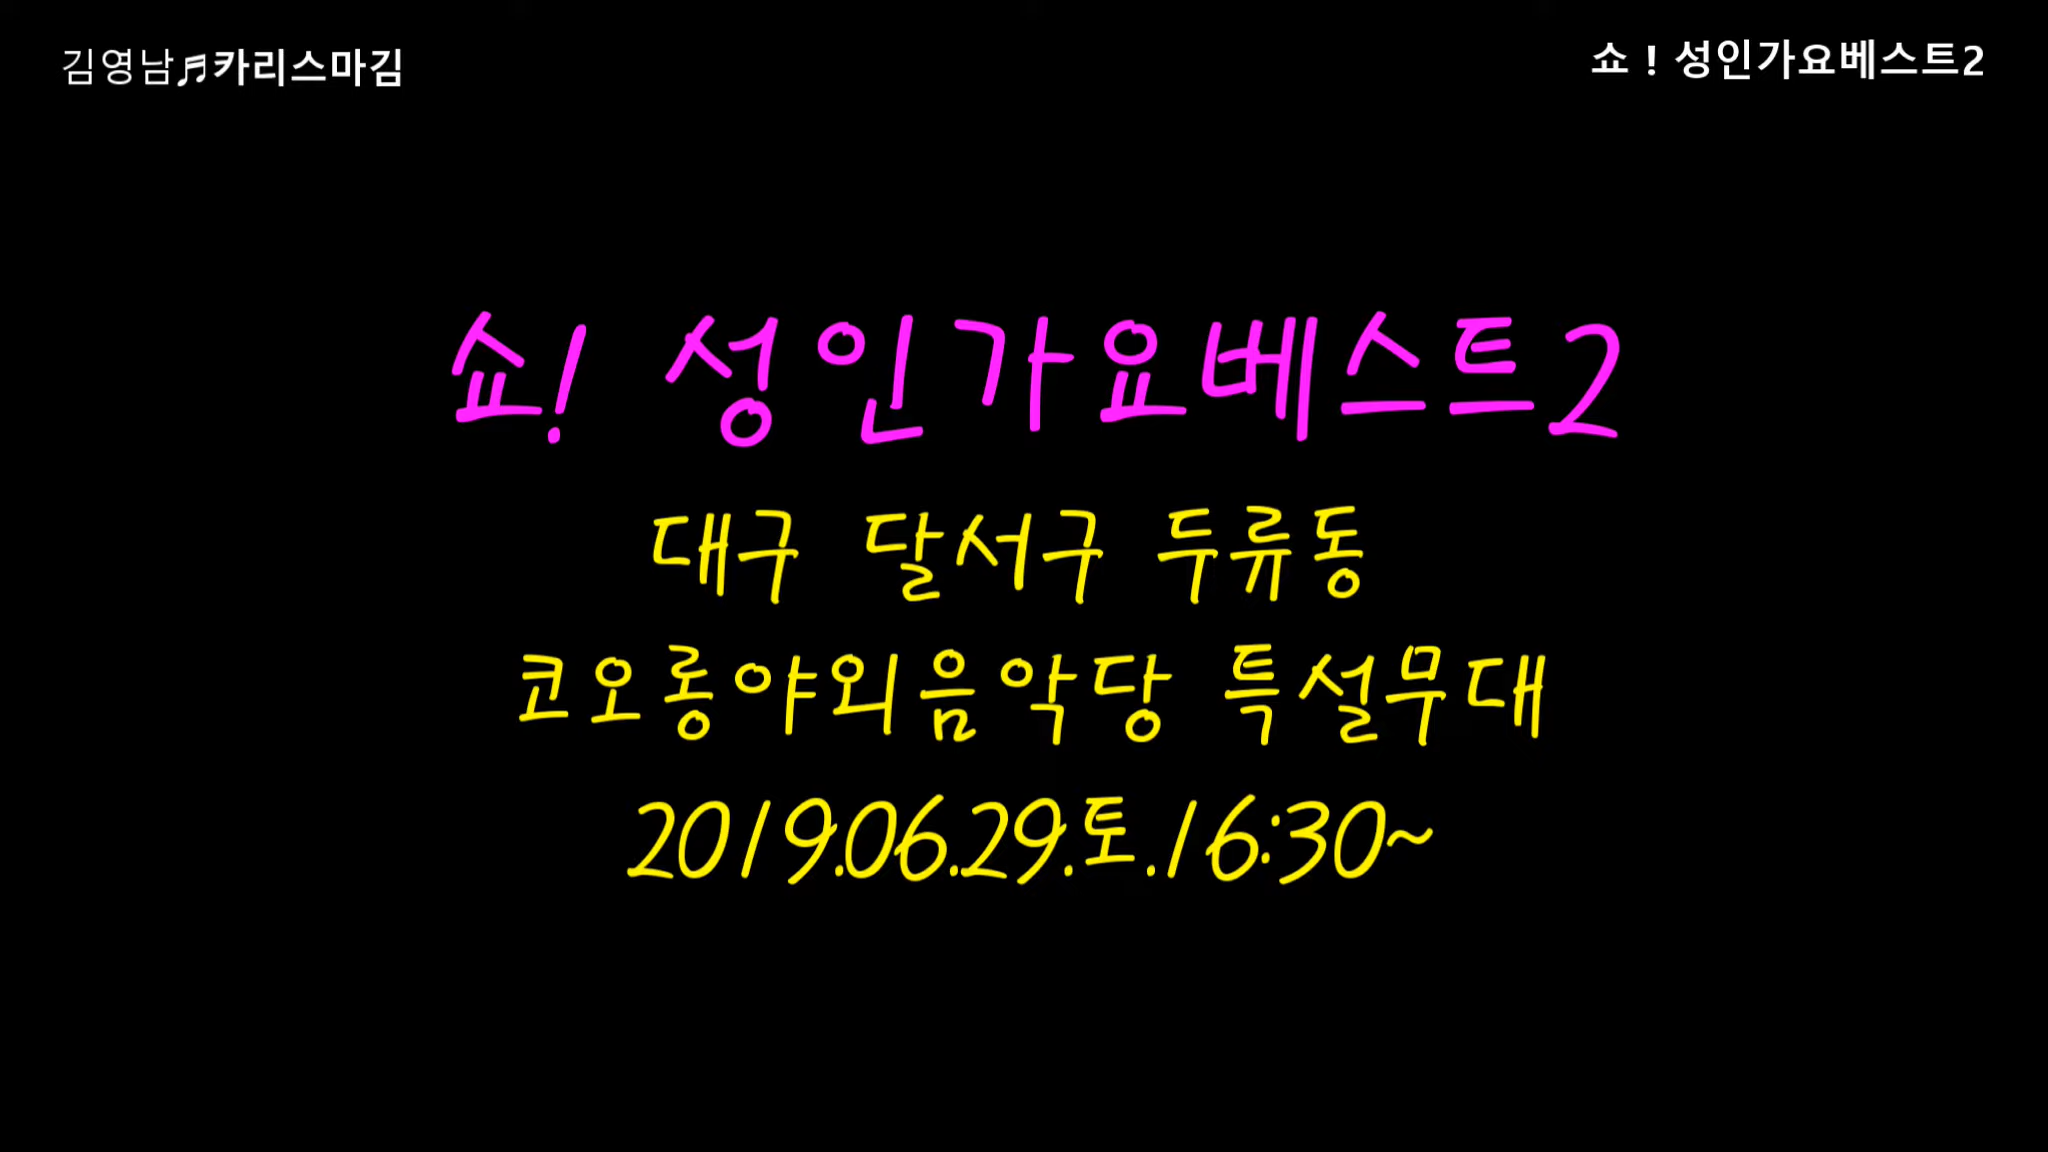 김영남♬카리스마김
쇼 ! 성인가요베스트2
쇼! 성인가요베스트2
대구 달서구 두류동
코오롱야외음악당 특설무대
2019.06.29.토.16:30~